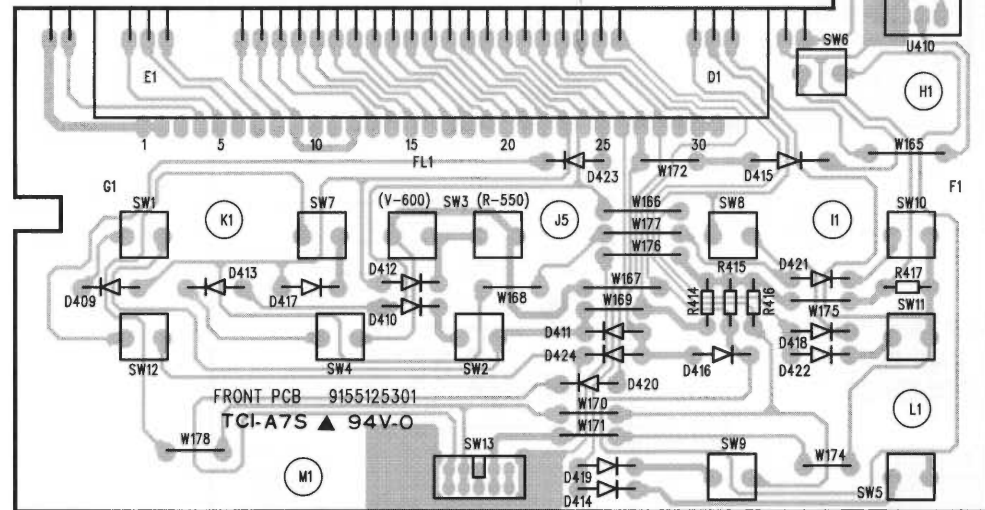 SW6
U410
E1
D1
H1
1
5
10
15
20
25
30
W165
FL1
D423
W172
D415
G1
F1
SW1
K1
SW7
(V-600)
SW3
(R-550)
J5
W166
SW8
I1
SW10
W177
W176
D413
D412
R415
D421
R417
D409
D417
W168
W167
R414
R416
W175
SW11
D410
W169
D411
D418
SW12
SW4
SW2
D424
D416
D422
D420
FRONT PCB 9155125301
TCI-A7S ▲ 94V-0
W170
L1
W178
SW13
W171
SW9
W174
M1
D419
SW5
D414